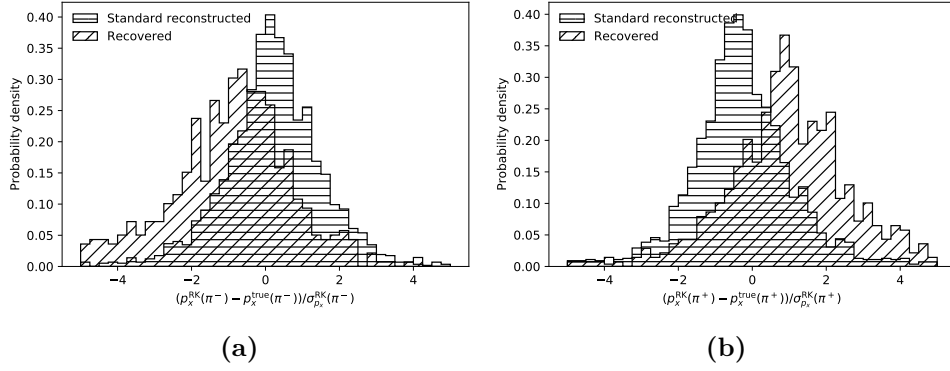 Standard reconstructed
Recovered
Probability density
0.40
0.35
0.30
0.25
0.20
0.15
0.10
0.05
0.00
−4
−2
0
2
4
(p_x^RK(π⁻) − p_x^true(π⁻))/σ_{p_x}^RK(π⁻)
(a)
Standard reconstructed
Recovered
Probability density
0.40
0.35
0.30
0.25
0.20
0.15
0.10
0.05
0.00
−4
−2
0
2
4
(p_x^RK(π⁺) − p_x^true(π⁺))/σ_{p_x}^RK(π⁺)
(b)